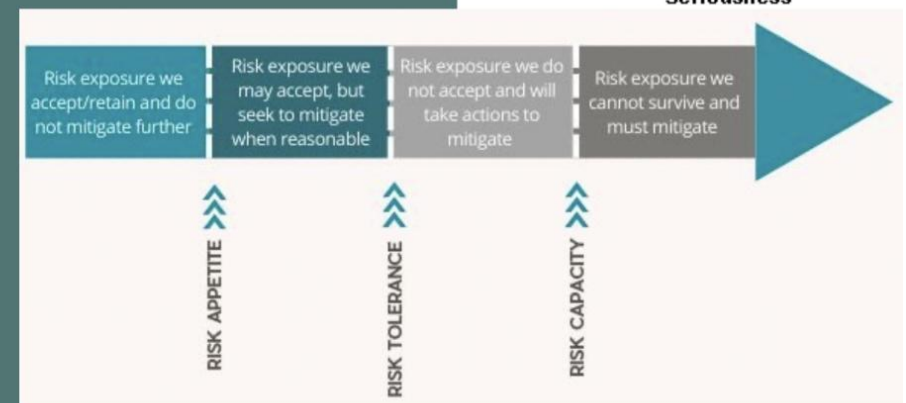 Seriousness
Risk exposure we
accept/retain and do
not mitigate further
Risk exposure we
may accept, but
seek to mitigate
when reasonable
Risk exposure we do
not accept and will
take actions to
mitigate
Risk exposure we
cannot survive and
must mitigate
RISK APPETITE
RISK TOLERANCE
RISK CAPACITY